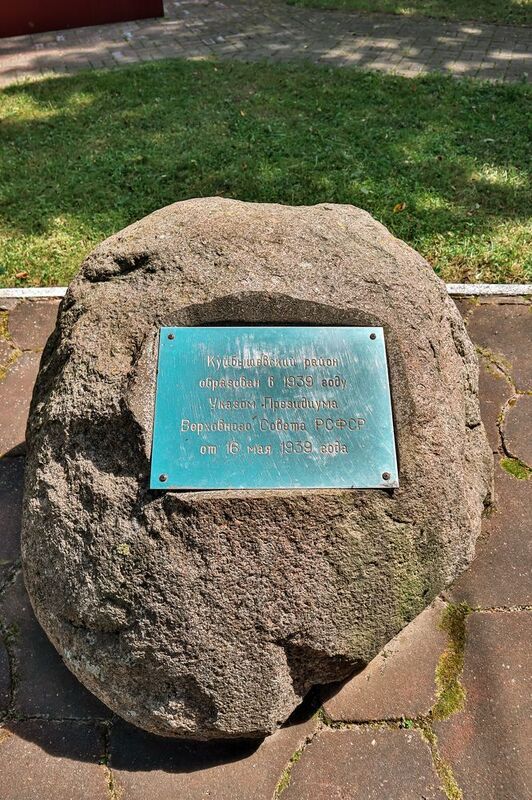 Куйбышевский район
образован в 1939 году
Указом Президиума
Верховного Совета РСФСР
от 16 мая 1939 года